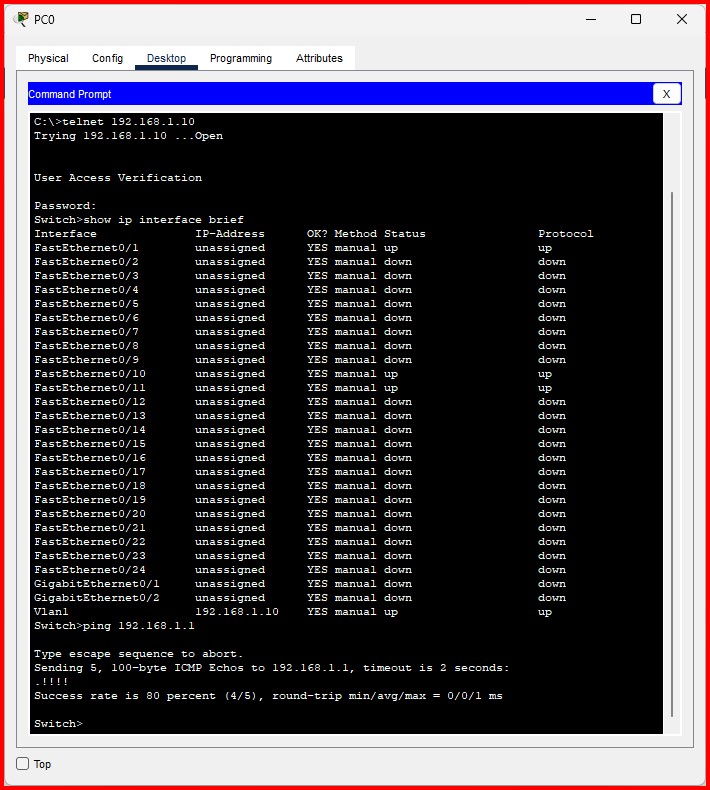 PC0
Physical Config Desktop Programming Attributes
Command Prompt X
C:\>telnet 192.168.1.10
Trying 192.168.1.10 ...Open
User Access Verification
Password:
Switch>show ip interface brief
Interface IP-Address OK? Method Status Protocol
FastEthernet0/1 unassigned YES manual up up
FastEthernet0/2 unassigned YES manual down down
FastEthernet0/3 unassigned YES manual down down
FastEthernet0/4 unassigned YES manual down down
FastEthernet0/5 unassigned YES manual down down
FastEthernet0/6 unassigned YES manual down down
FastEthernet0/7 unassigned YES manual down down
FastEthernet0/8 unassigned YES manual down down
FastEthernet0/9 unassigned YES manual down down
FastEthernet0/10 unassigned YES manual up up
FastEthernet0/11 unassigned YES manual up up
FastEthernet0/12 unassigned YES manual down down
FastEthernet0/13 unassigned YES manual down down
FastEthernet0/14 unassigned YES manual down down
FastEthernet0/15 unassigned YES manual down down
FastEthernet0/16 unassigned YES manual down down
FastEthernet0/17 unassigned YES manual down down
FastEthernet0/18 unassigned YES manual down down
FastEthernet0/19 unassigned YES manual down down
FastEthernet0/20 unassigned YES manual down down
FastEthernet0/21 unassigned YES manual down down
FastEthernet0/22 unassigned YES manual down down
FastEthernet0/23 unassigned YES manual down down
FastEthernet0/24 unassigned YES manual down down
GigabitEthernet0/1 unassigned YES manual down down
GigabitEthernet0/2 unassigned YES manual down down
Vlan1 192.168.1.10 YES manual up up
Switch>ping 192.168.1.1
Type escape sequence to abort.
Sending 5, 100-byte ICMP Echos to 192.168.1.1, timeout is 2 seconds:
.!!!!
Success rate is 80 percent (4/5), round-trip min/avg/max = 0/0/1 ms
Switch>
Top